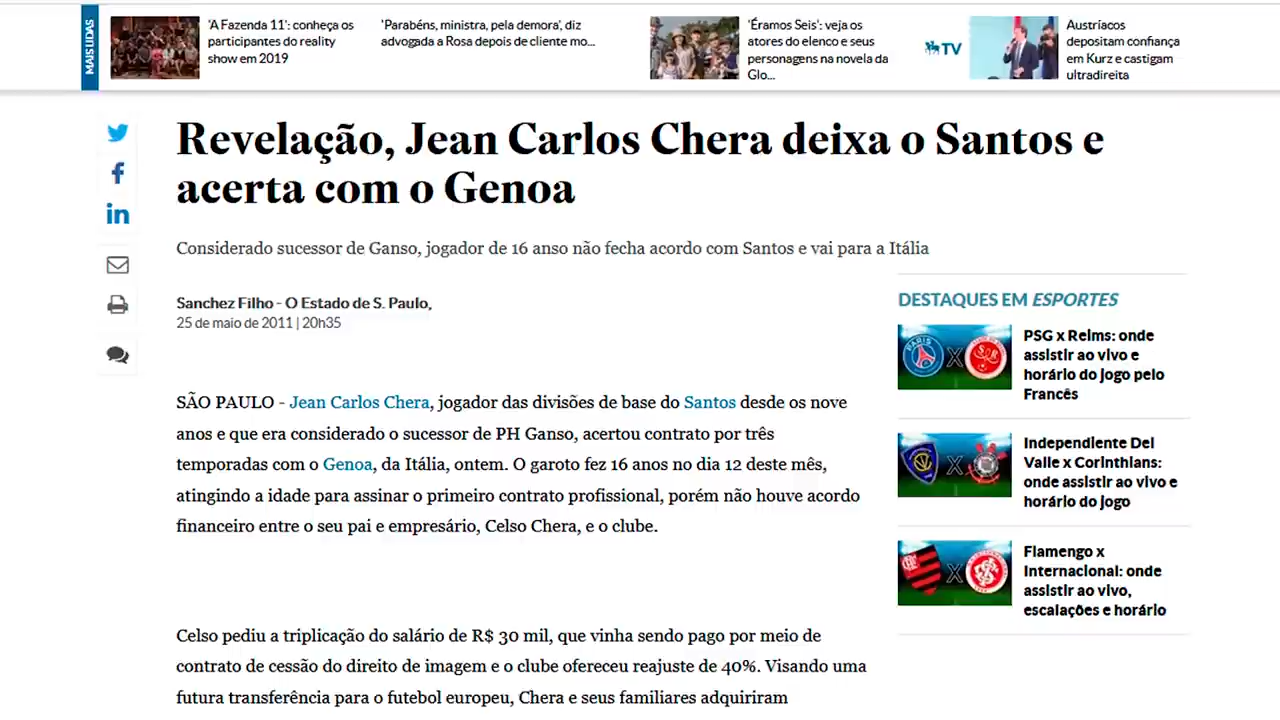 MAIS LIDAS
'A Fazenda 11': conheça os
participantes do reality
show em 2019
'Parabéns, ministra, pela demora', diz
advogada a Rosa depois de cliente mo...
'Éramos Seis': veja os
atores do elenco e seus
personagens na novela da
Glo...
TV
Austríacos
depositam confiança
em Kurz e castigam
ultradireita
Revelação, Jean Carlos Chera deixa o Santos e
acerta com o Genoa
Considerado sucessor de Ganso, jogador de 16 anso não fecha acordo com Santos e vai para a Itália
Sanchez Filho - O Estado de S. Paulo,
25 de maio de 2011 | 20h35
SÃO PAULO - Jean Carlos Chera, jogador das divisões de base do Santos desde os nove
anos e que era considerado o sucessor de PH Ganso, acertou contrato por três
temporadas com o Genoa, da Itália, ontem. O garoto fez 16 anos no dia 12 deste mês,
atingindo a idade para assinar o primeiro contrato profissional, porém não houve acordo
financeiro entre o seu pai e empresário, Celso Chera, e o clube.
Celso pediu a triplicação do salário de R$ 30 mil, que vinha sendo pago por meio de
contrato de cessão do direito de imagem e o clube ofereceu reajuste de 40%. Visando uma
futura transferência para o futebol europeu, Chera e seus familiares adquiriram
DESTAQUES EM ESPORTES
PARIS
X
PSG x Reims: onde
assistir ao vivo e
horário do jogo pelo
Francês
X
Independiente Del
Valle x Corinthians:
onde assistir ao vivo e
horário do jogo
X
Flamengo x
Internacional: onde
assistir ao vivo,
escalações e horário